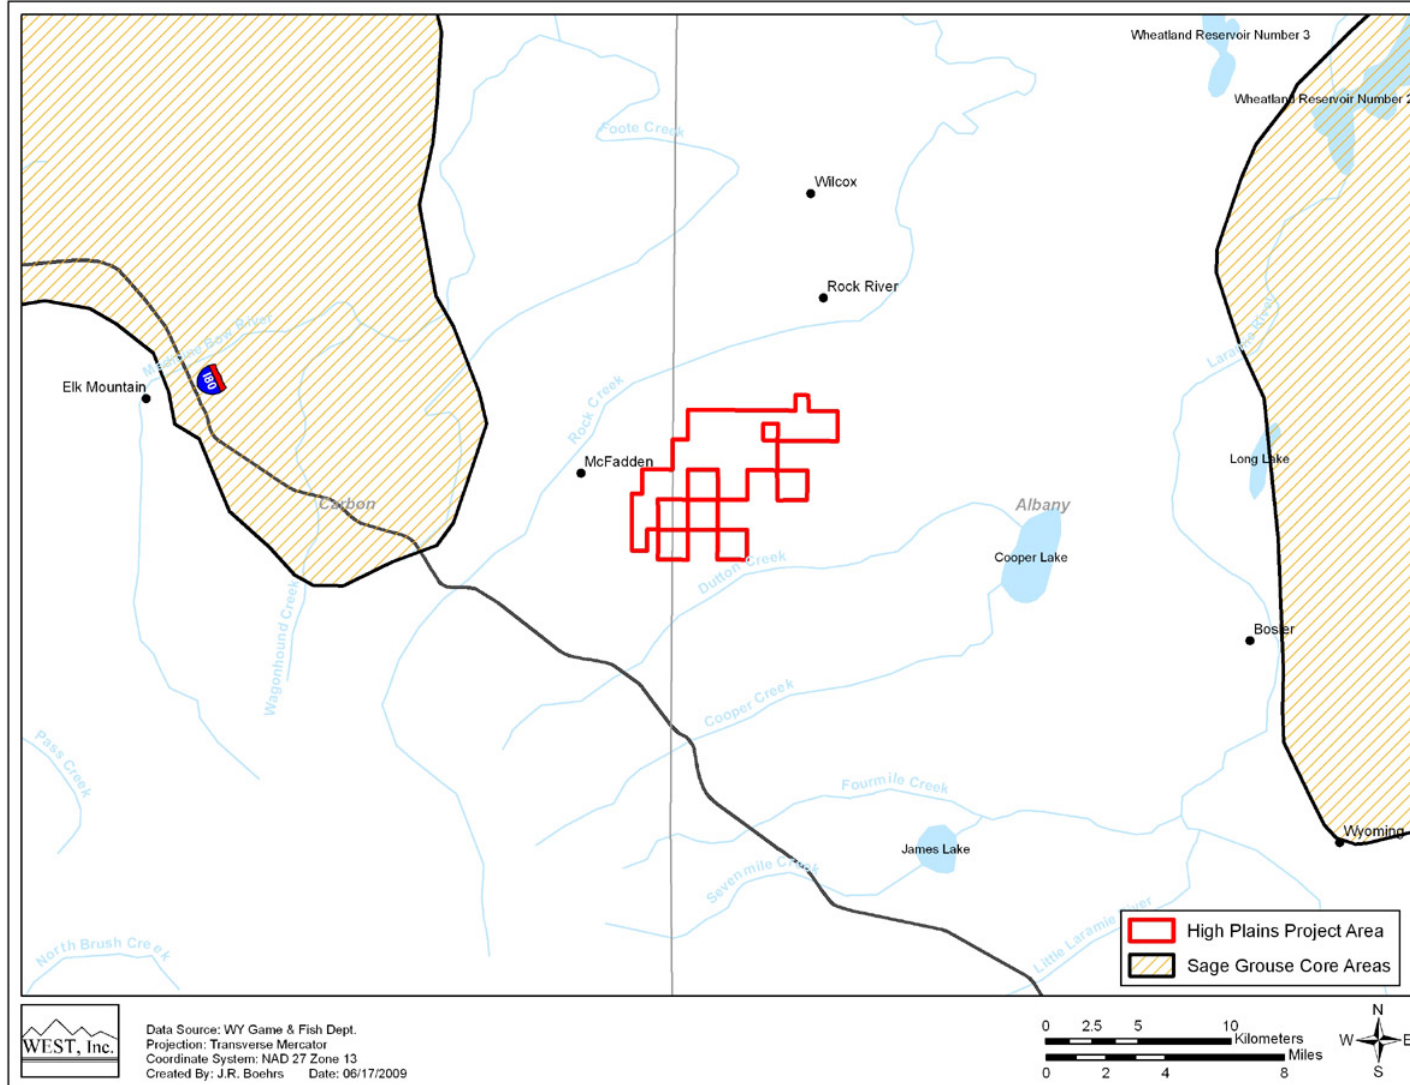 Wheatland Reservoir Number 3
Wheatland Reservoir Number 2
Foote Creek
Wilcox
Rock River
Medicine Bow River
Laramie River
I80
Elk Mountain
Rock Creek
McFadden
Long Lake
Carbon
Albany
Cooper Lake
Dutton Creek
Wagonhound Creek
Bosler
Cooper Creek
Pass Creek
Fourmile Creek
Wyoming
James Lake
Sevenmile Creek
Little Laramie River
North Brush Creek
High Plains Project Area
Sage Grouse Core Areas
WEST, Inc.
Data Source: WY Game & Fish Dept.
Projection: Transverse Mercator
Coordinate System: NAD 27 Zone 13
Created By: J.R. Boehrs Date: 06/17/2009
0 2.5 5 10
Kilometers
Miles
0 2 4 8
N
W E
S